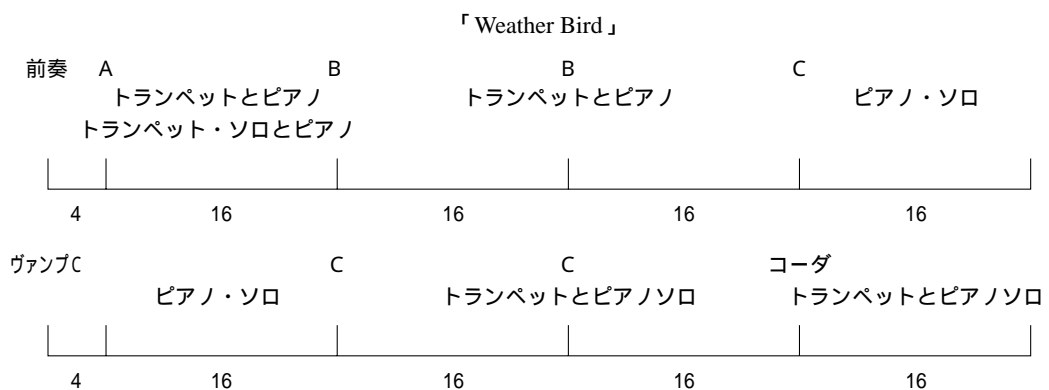 「Weather Bird」
前奏 A B B C
トランペットとピアノ トランペットとピアノ ピアノ・ソロ
トランペット・ソロとピアノ
4 16 16 16 16
ヴァンプC C C コーダ
ピアノ・ソロ トランペットとピアノソロ トランペットとピアノソロ
4 16 16 16 16